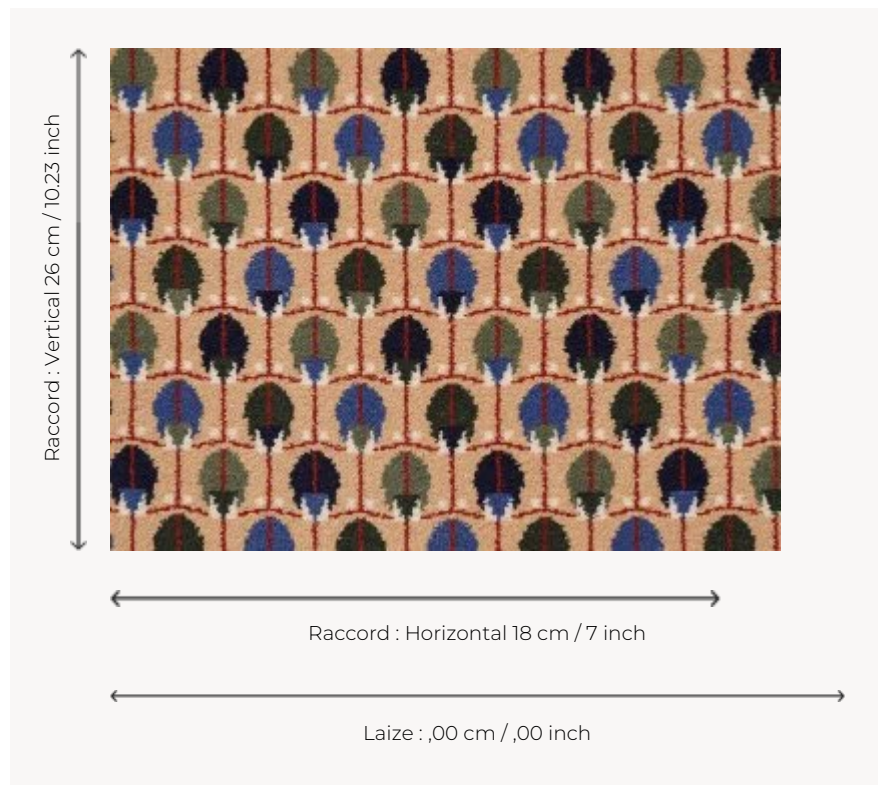 Raccord : Vertical 26 cm / 10.23 inch
Raccord : Horizontal 18 cm / 7 inch
Laize : ,00 cm / ,00 inch